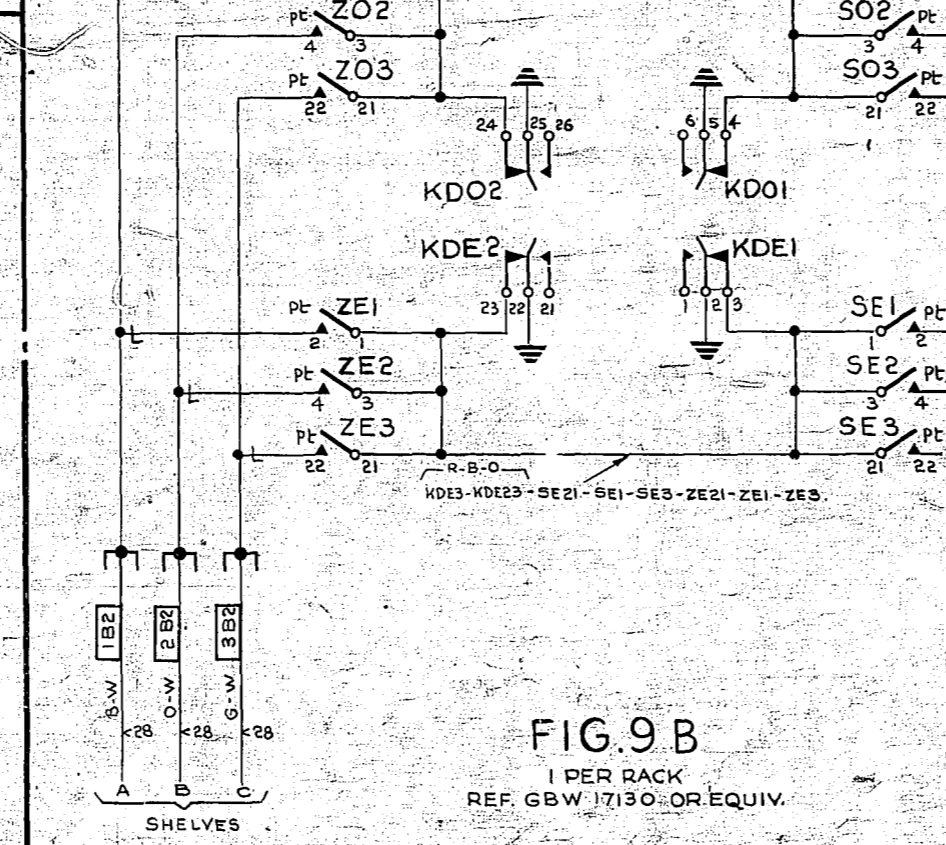 pt ZO2 SO2 pt
4 3 3 4
pt ZO3 SO3 pt
22 21 21 22
24 25 26 6 5 4
KDO2 KDO1
KDE2 KDE1
23 22 21 1 2 3
pt ZE1 SE1 pt
2 1 1 2
pt ZE2 SE2 pt
4 3 3 4
pt ZE3 SE3 pt
22 21 21 22
R-B-O
KDE3-KDE23-SE21-SE1-SE3-ZE21-ZE1-ZE3.
1B2 2B2 3B2
B-W O-W G-W
<28 <28 <28
A B C
SHELVES
FIG.9B
1 PER RACK
REF. GBW 17130 OR EQUIV.